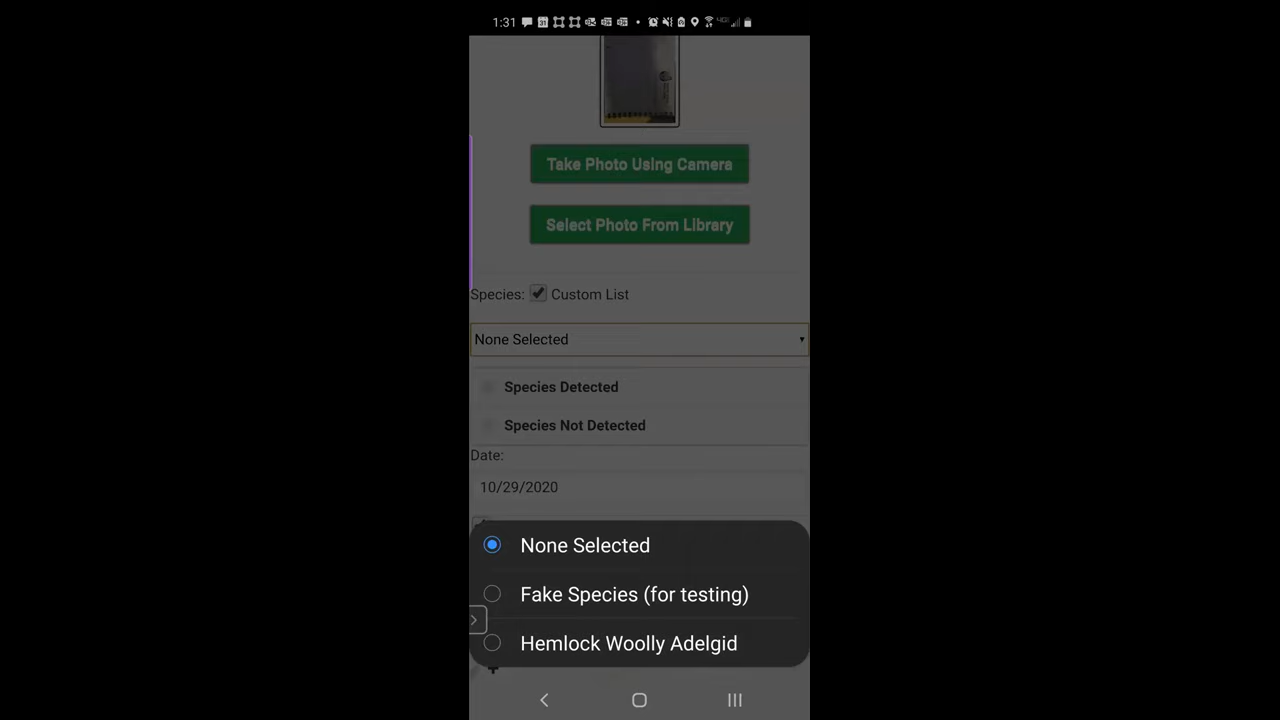 1:31
Take Photo Using Camera
Select Photo From Library
Species: Custom List
None Selected
Species Detected
Species Not Detected
Date:
10/29/2020
None Selected
Fake Species (for testing)
Hemlock Woolly Adelgid